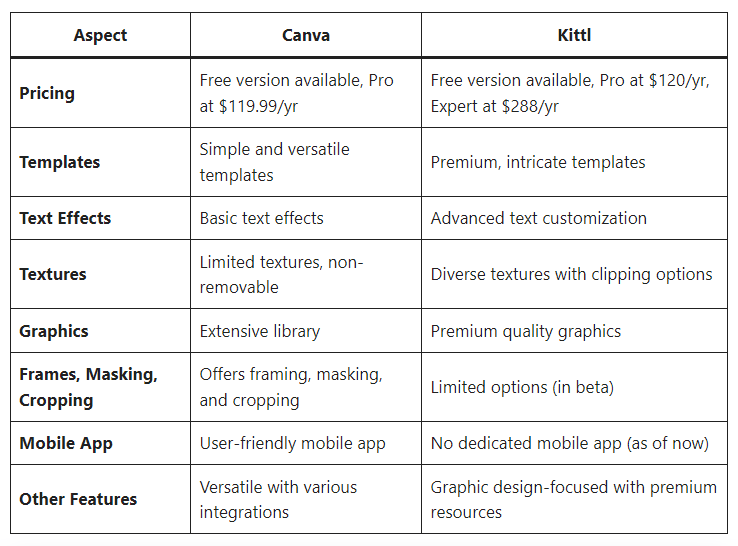 Aspect Canva Kittl
Pricing Free version available, Pro at $119.99/yr Free version available, Pro at $120/yr, Expert at $288/yr
Templates Simple and versatile templates Premium, intricate templates
Text Effects Basic text effects Advanced text customization
Textures Limited textures, non-removable Diverse textures with clipping options
Graphics Extensive library Premium quality graphics
Frames, Masking, Cropping Offers framing, masking, and cropping Limited options (in beta)
Mobile App User-friendly mobile app No dedicated mobile app (as of now)
Other Features Versatile with various integrations Graphic design-focused with premium resources